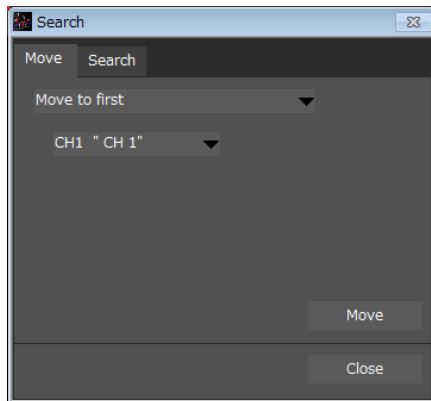 Search
Move Search
Move to first
CH1 " CH 1"
Move
Close